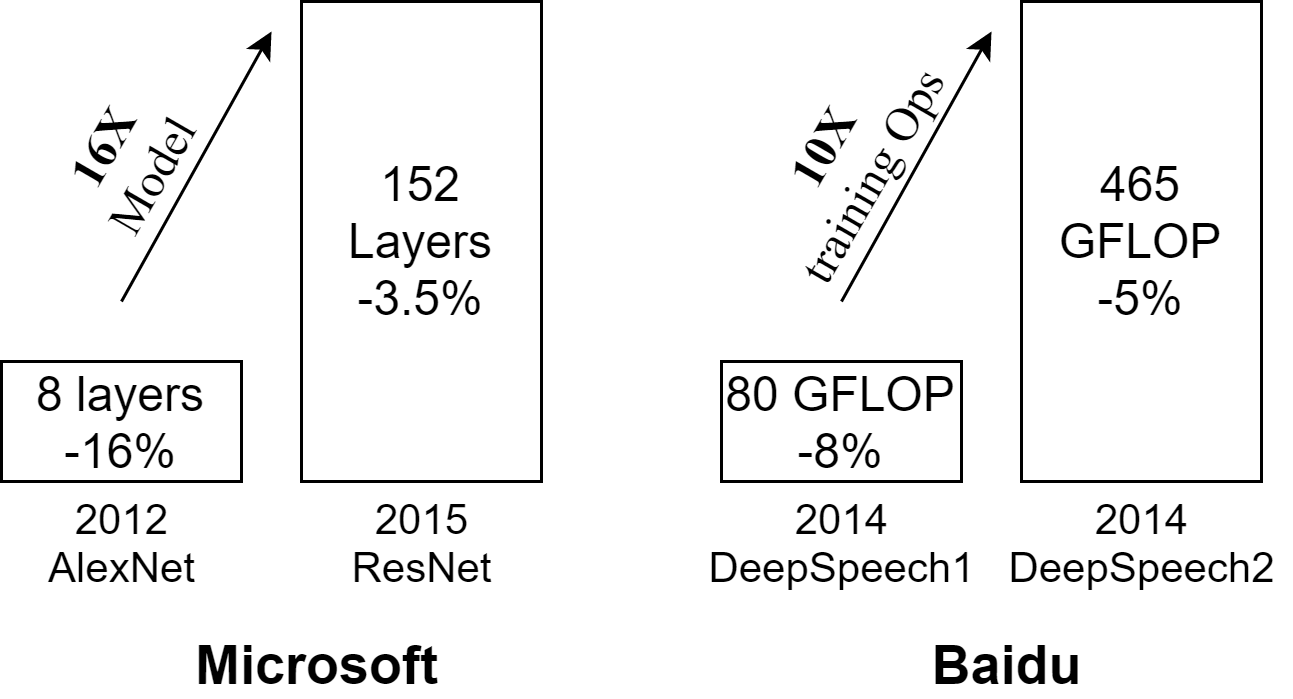 16X
Model
152
Layers
-3.5%
8 layers
-16%
2012
AlexNet
2015
ResNet
Microsoft
10X
training Ops
465
GFLOP
-5%
80 GFLOP
-8%
2014
DeepSpeech1
2014
DeepSpeech2
Baidu